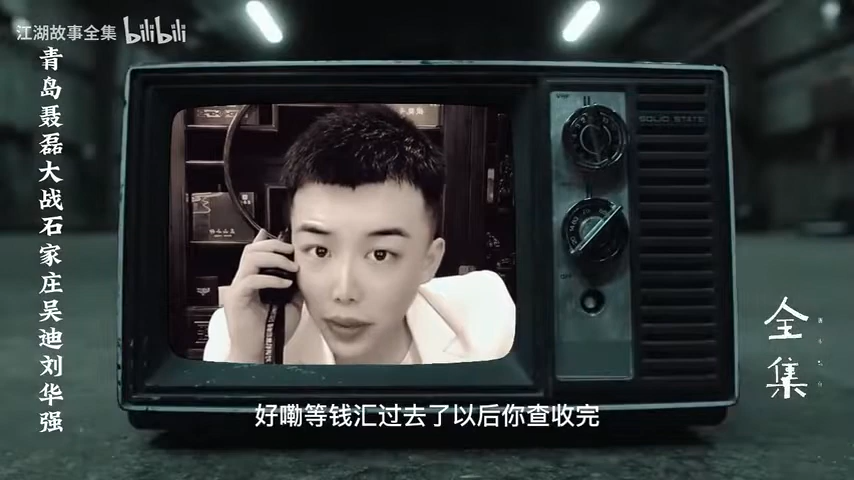 江湖故事全集 bilibili
青岛聂磊大战石家庄吴迪刘华强
VHF
SOLID STATE
全集
好嘞等钱汇过去了以后你查收完